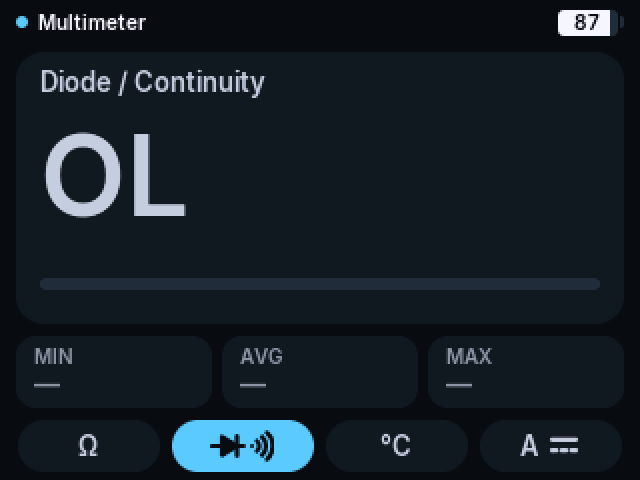 Multimeter
87
Diode / Continuity
OL
MIN
—
AVG
—
MAX
—
Ω
°C
A